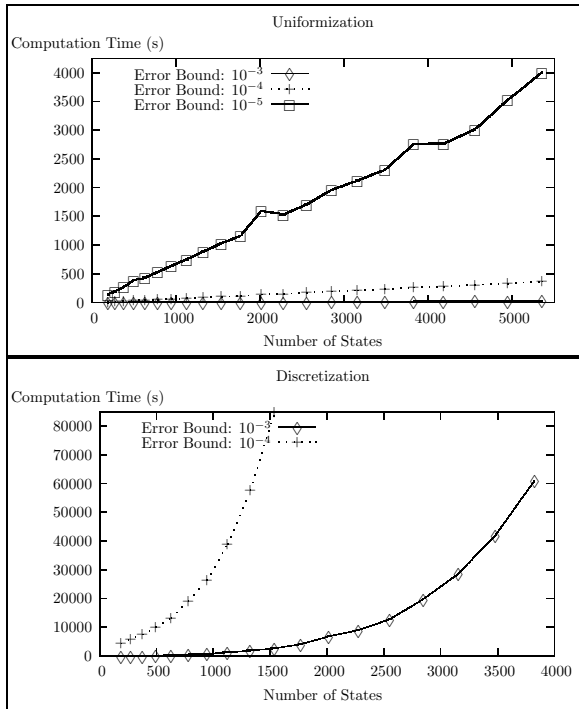 Uniformization
Computation Time (s)
4000
3500
3000
2500
2000
1500
1000
500
0
Error Bound: 10⁻³
Error Bound: 10⁻⁴
Error Bound: 10⁻⁵
0 1000 2000 3000 4000 5000
Number of States
Discretization
Computation Time (s)
80000
70000
60000
50000
40000
30000
20000
10000
0
Error Bound: 10⁻³
Error Bound: 10⁻⁴
0 500 1000 1500 2000 2500 3000 3500 4000
Number of States